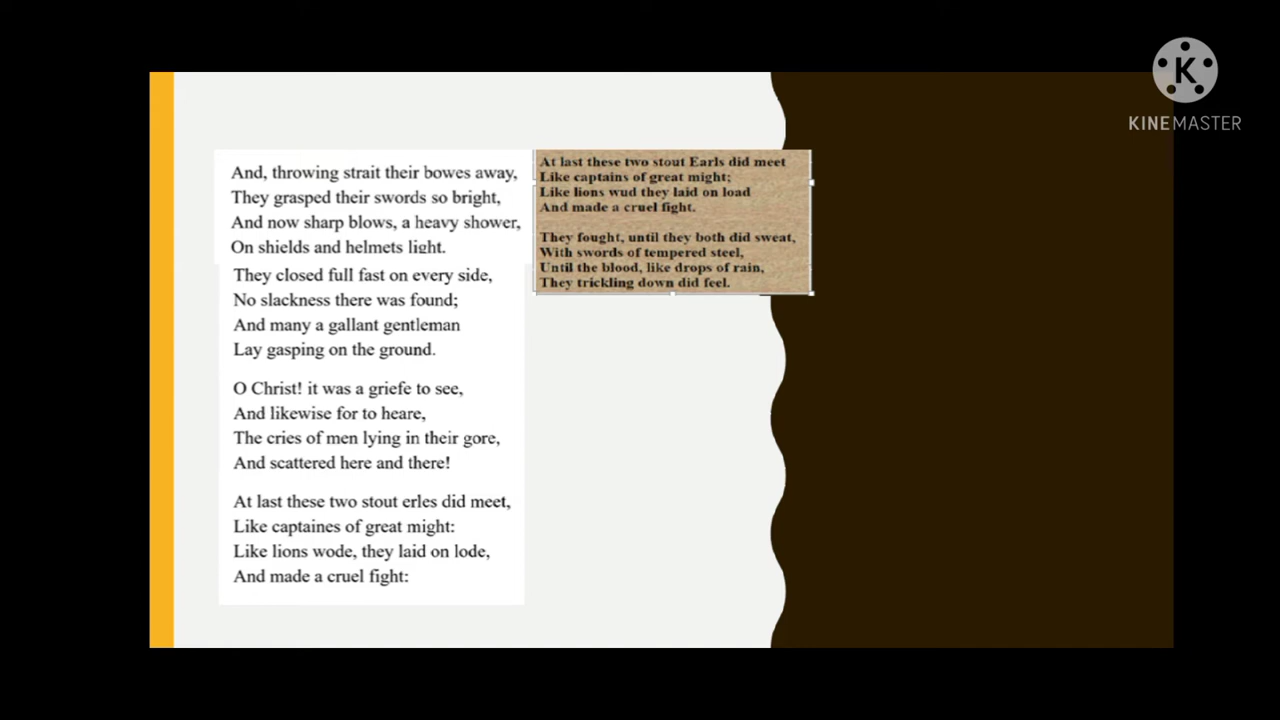 And, throwing strait their bowes away,
They grasped their swords so bright,
And now sharp blows, a heavy shower,
On shields and helmets light.
They closed full fast on every side,
No slackness there was found;
And many a gallant gentleman
Lay gasping on the ground.
O Christ! it was a griefe to see,
And likewise for to heare,
The cries of men lying in their gore,
And scattered here and there!
At last these two stout erles did meet,
Like captaines of great might:
Like lions wode, they laid on lode,
And made a cruel fight:
At last these two stout Earls did meet
Like captains of great might;
Like lions wud they laid on load
And made a cruel fight.
They fought, until they both did sweat,
With swords of tempered steel,
Until the blood, like drops of rain,
They trickling down did feel.
K
KINEMASTER